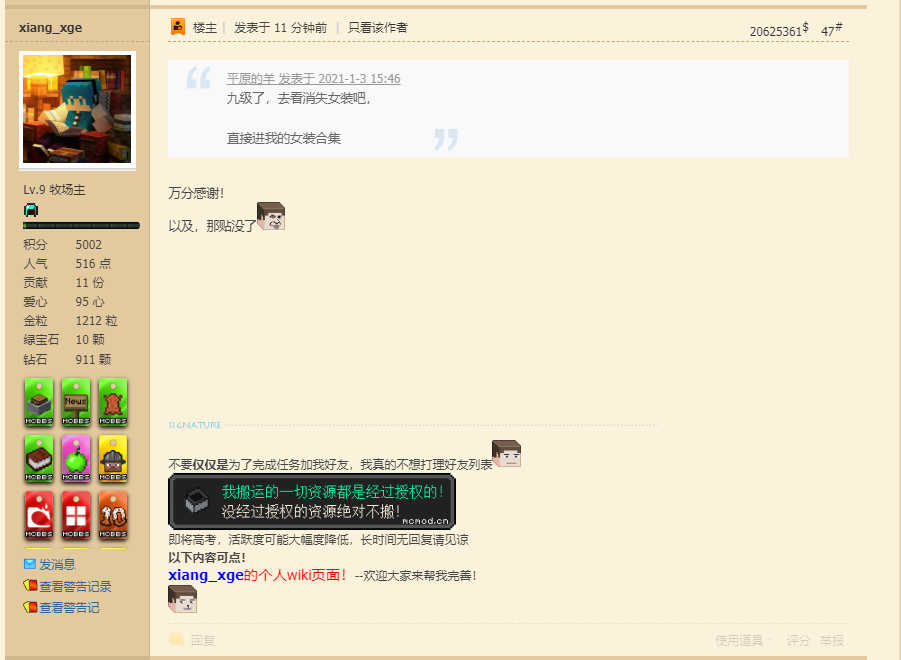 xiang_xge
楼主 | 发表于 11 分钟前 | 只看该作者
20625361$ 47#
平原的羊 发表于 2021-1-3 15:46
九级了，去看消失女装吧，
直接进我的女装合集
万分感谢！
以及，那贴没了
Lv.9 牧场主
积分 5002
人气 516 点
贡献 11 份
爱心 95 心
金粒 1212 粒
绿宝石 10 颗
钻石 911 颗
News
MCBBS MCBBS MCBBS
MCBBS MCBBS MCBBS
10
MCBBS MCBBS MCBBS
发消息
查看警告记录
查看警告记
SIGNATURE
不要仅仅是为了完成任务加我好友，我真的不想打理好友列表
我搬运的一切资源都是经过授权的！
没经过授权的资源绝对不搬！
mcmod.cn
即将高考，活跃度可能大幅度降低，长时间无回复请见谅
以下内容可点！
xiang_xge的个人wiki页面！--欢迎大家来帮我完善！
回复
使用道具 评分 举报